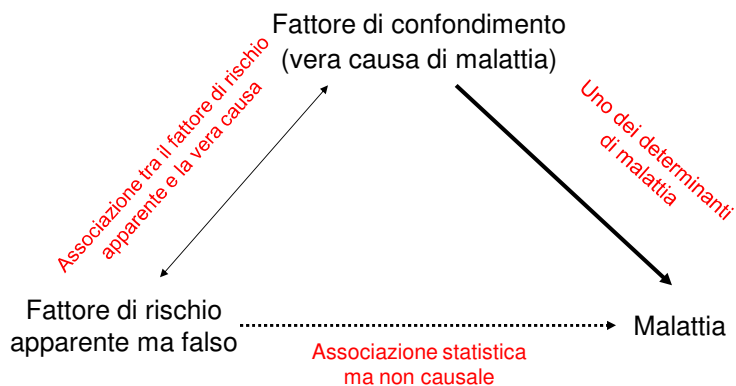 Fattore di confondimento
(vera causa di malattia)
Associazione tra il fattore di rischio
apparente e la vera causa
Uno dei determinanti
di malattia
Fattore di rischio
apparente ma falso
Malattia
Associazione statistica
ma non causale